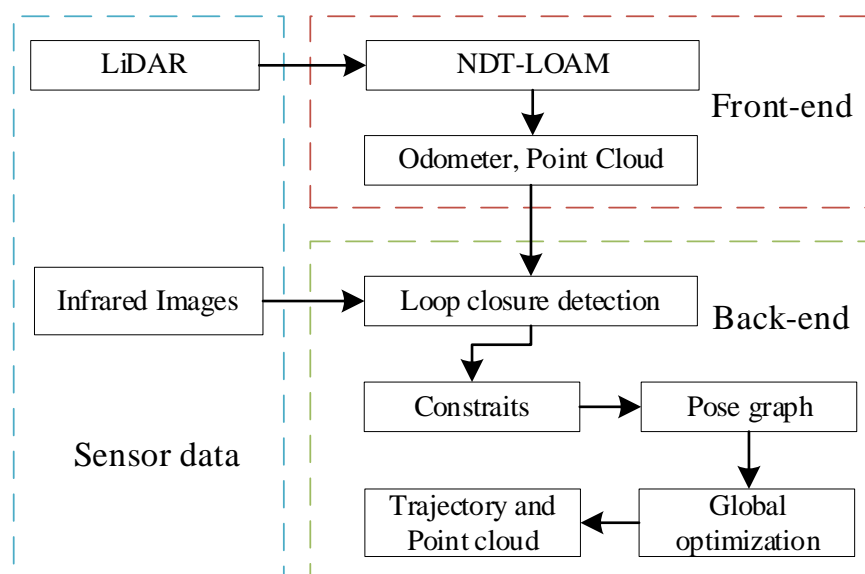 LiDAR
NDT-LOAM
Front-end
Odometer, Point Cloud
Infrared Images
Loop closure detection
Back-end
Constraits
Pose graph
Sensor data
Trajectory and
Point cloud
Global
optimization